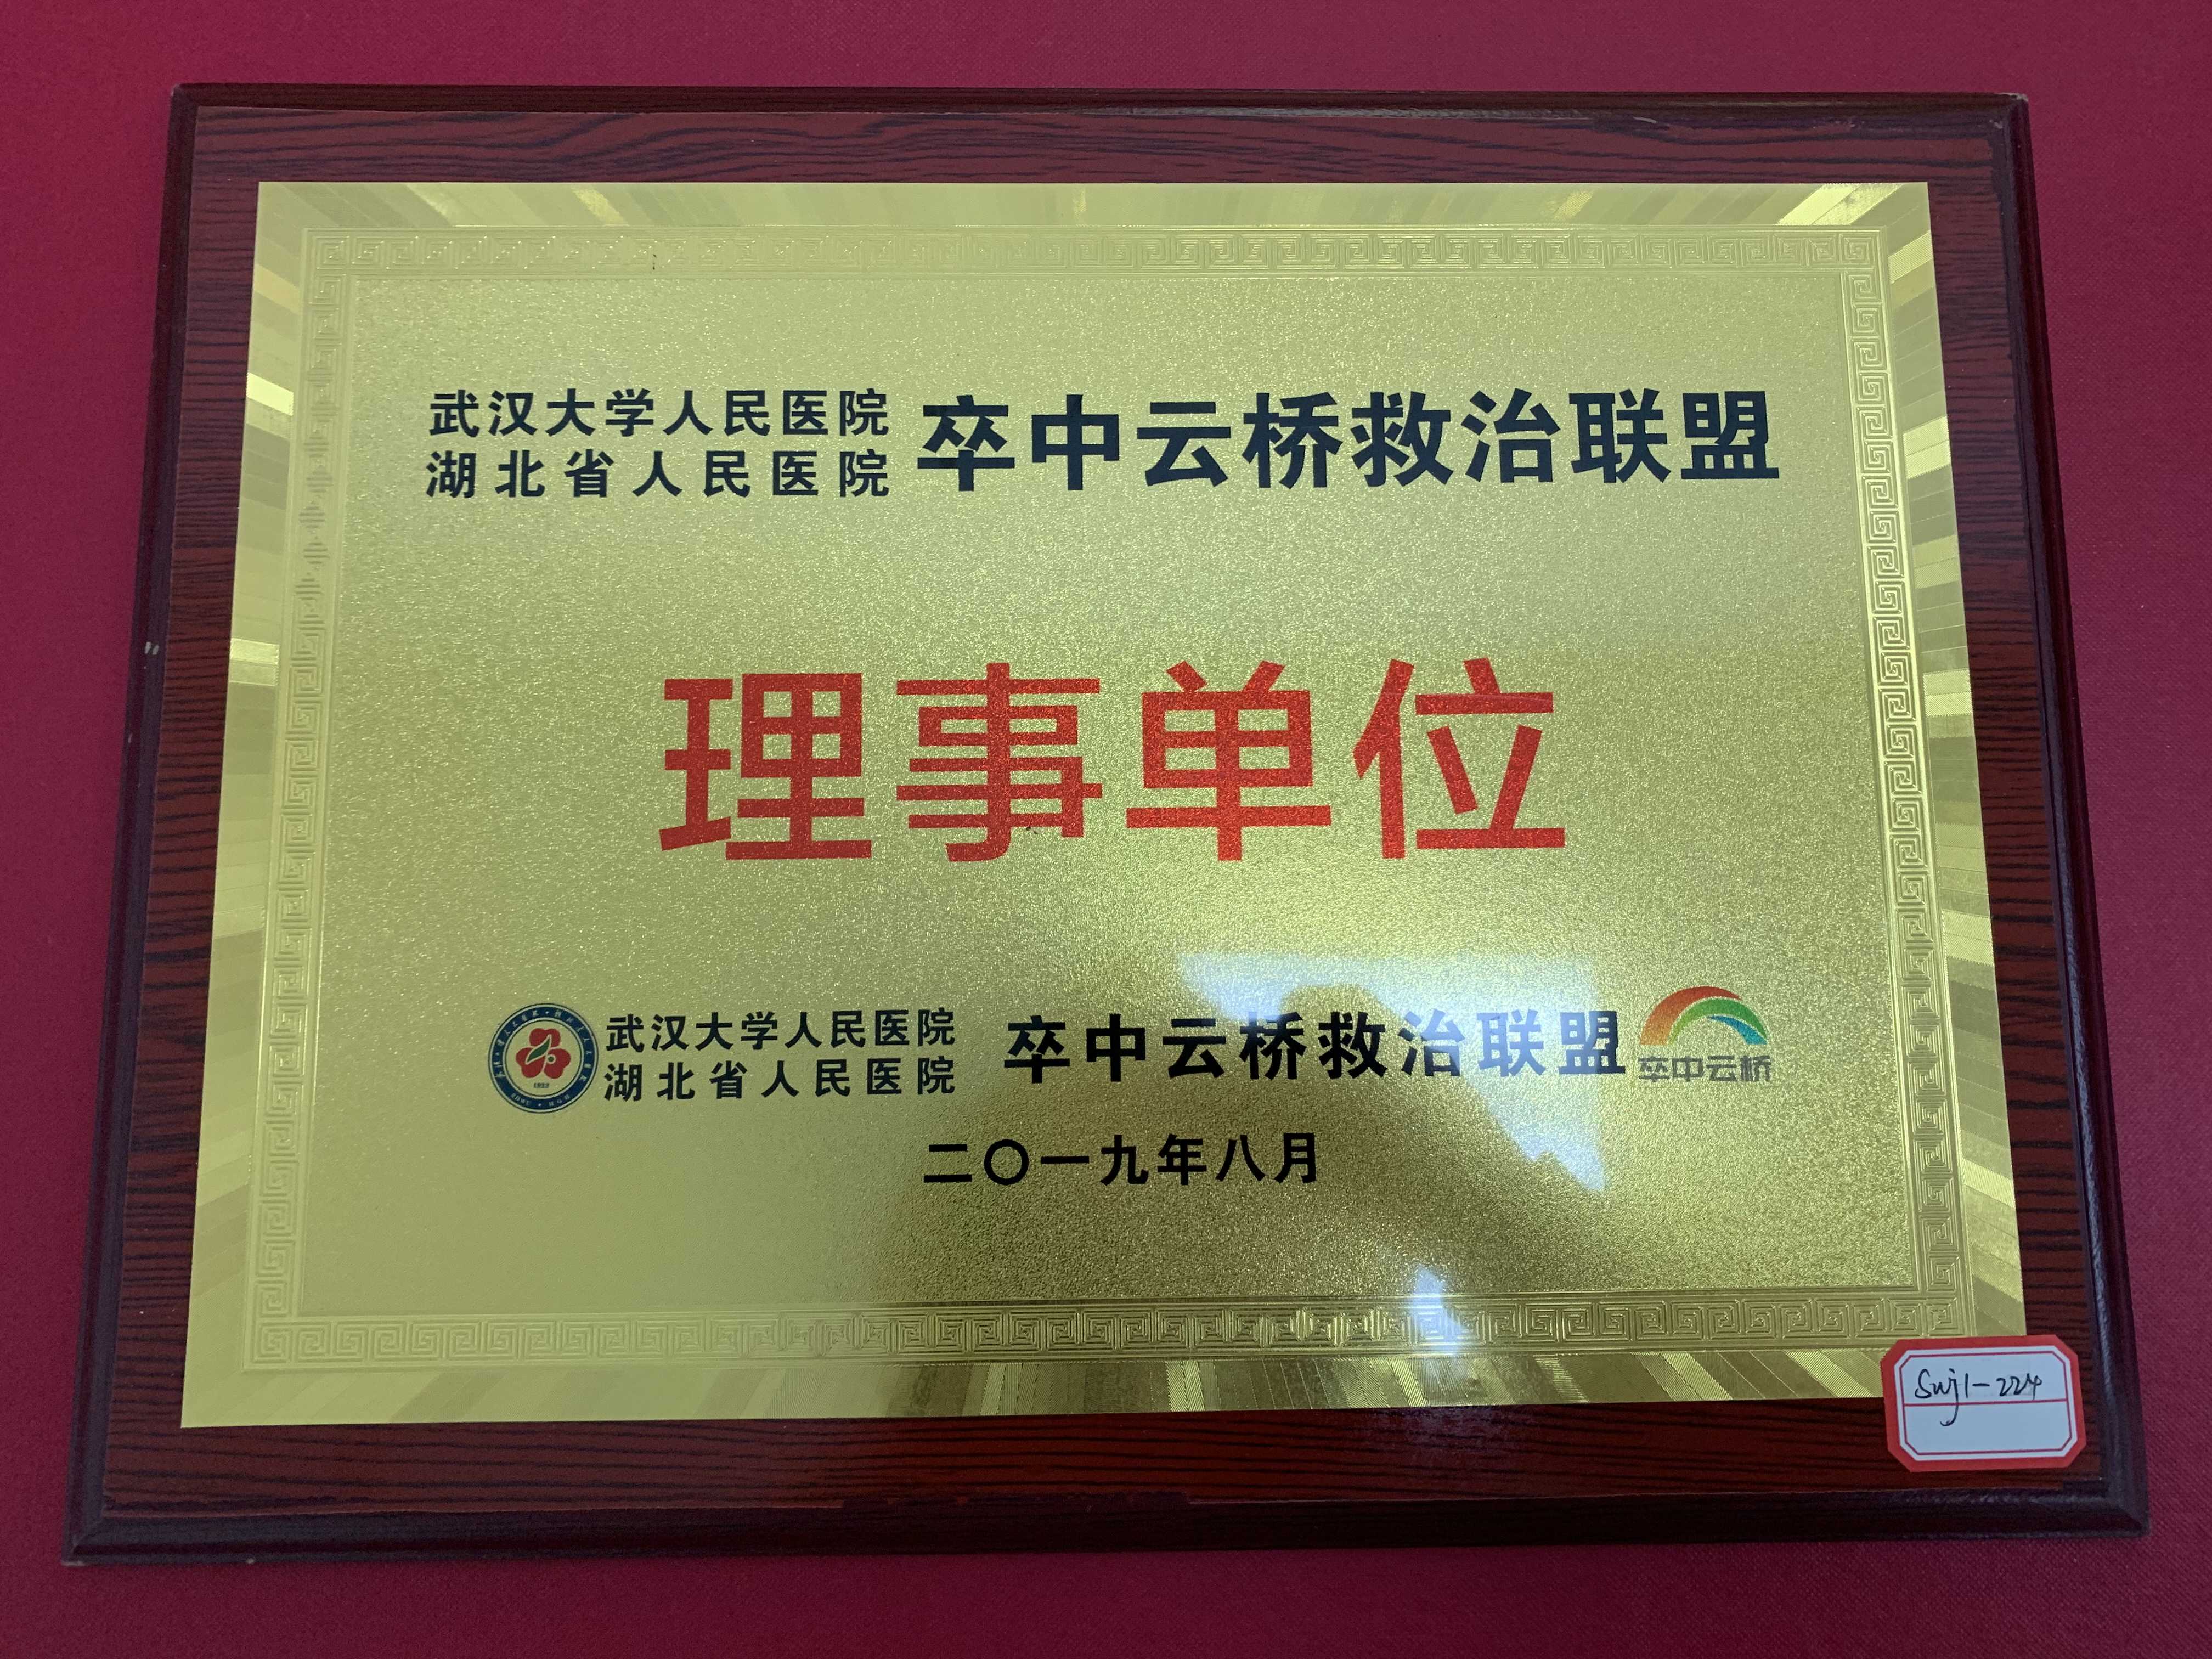 武汉大学人民医院
湖北省人民医院
卒中云桥救治联盟
理事单位
武汉大学人民医院
湖北省人民医院
卒中云桥救治联盟
卒中云桥
1923
二〇一九年八月
swj1-224